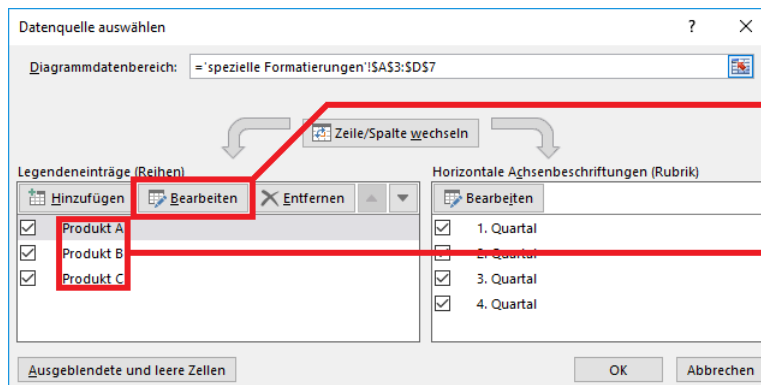 Datenquelle auswählen ? ×
Diagrammdatenbereich: ='spezielle Formatierungen'!$A$3:$D$7
Zeile/Spalte wechseln
Legendeneinträge (Reihen)
Hinzufügen Bearbeiten Entfernen
Produkt A
Produkt B
Produkt C
Horizontale Achsenbeschriftungen (Rubrik)
Bearbeiten
1. Quartal
2. Quartal
3. Quartal
4. Quartal
Ausgeblendete und leere Zellen OK Abbrechen